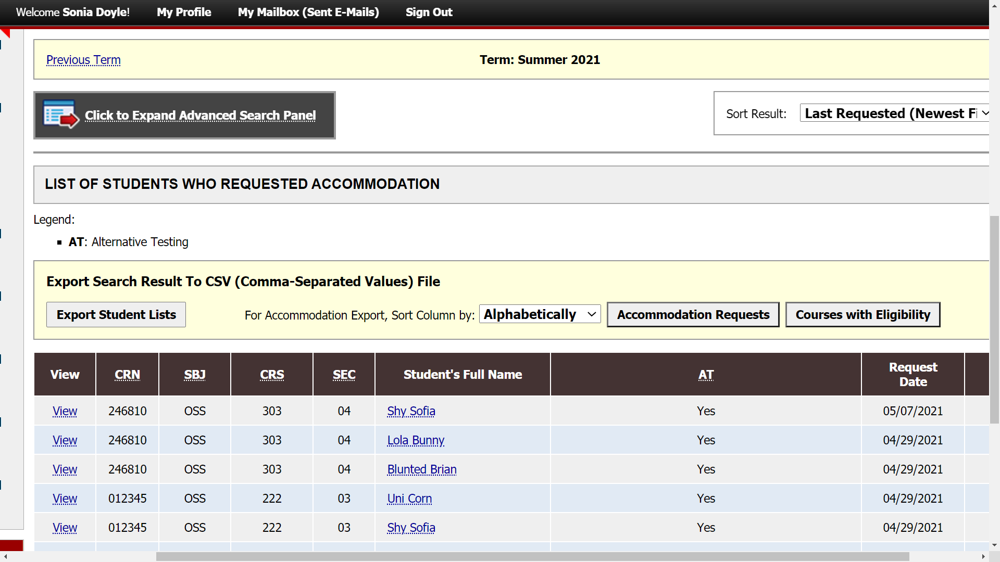 Welcome Sonia Doyle! My Profile My Mailbox (Sent E-Mails) Sign Out
Previous Term Term: Summer 2021
Click to Expand Advanced Search Panel
Sort Result: Last Requested (Newest Fi
LIST OF STUDENTS WHO REQUESTED ACCOMMODATION
Legend:
AT: Alternative Testing
Export Search Result To CSV (Comma-Separated Values) File
Export Student Lists For Accommodation Export, Sort Column by: Alphabetically Accommodation Requests Courses with Eligibility
View CRN SBJ CRS SEC Student's Full Name AT Request Date
View 246810 OSS 303 04 Shy Sofia Yes 05/07/2021
View 246810 OSS 303 04 Lola Bunny Yes 04/29/2021
View 246810 OSS 303 04 Blunted Brian Yes 04/29/2021
View 012345 OSS 222 03 Uni Corn Yes 04/29/2021
View 012345 OSS 222 03 Shy Sofia Yes 04/29/2021